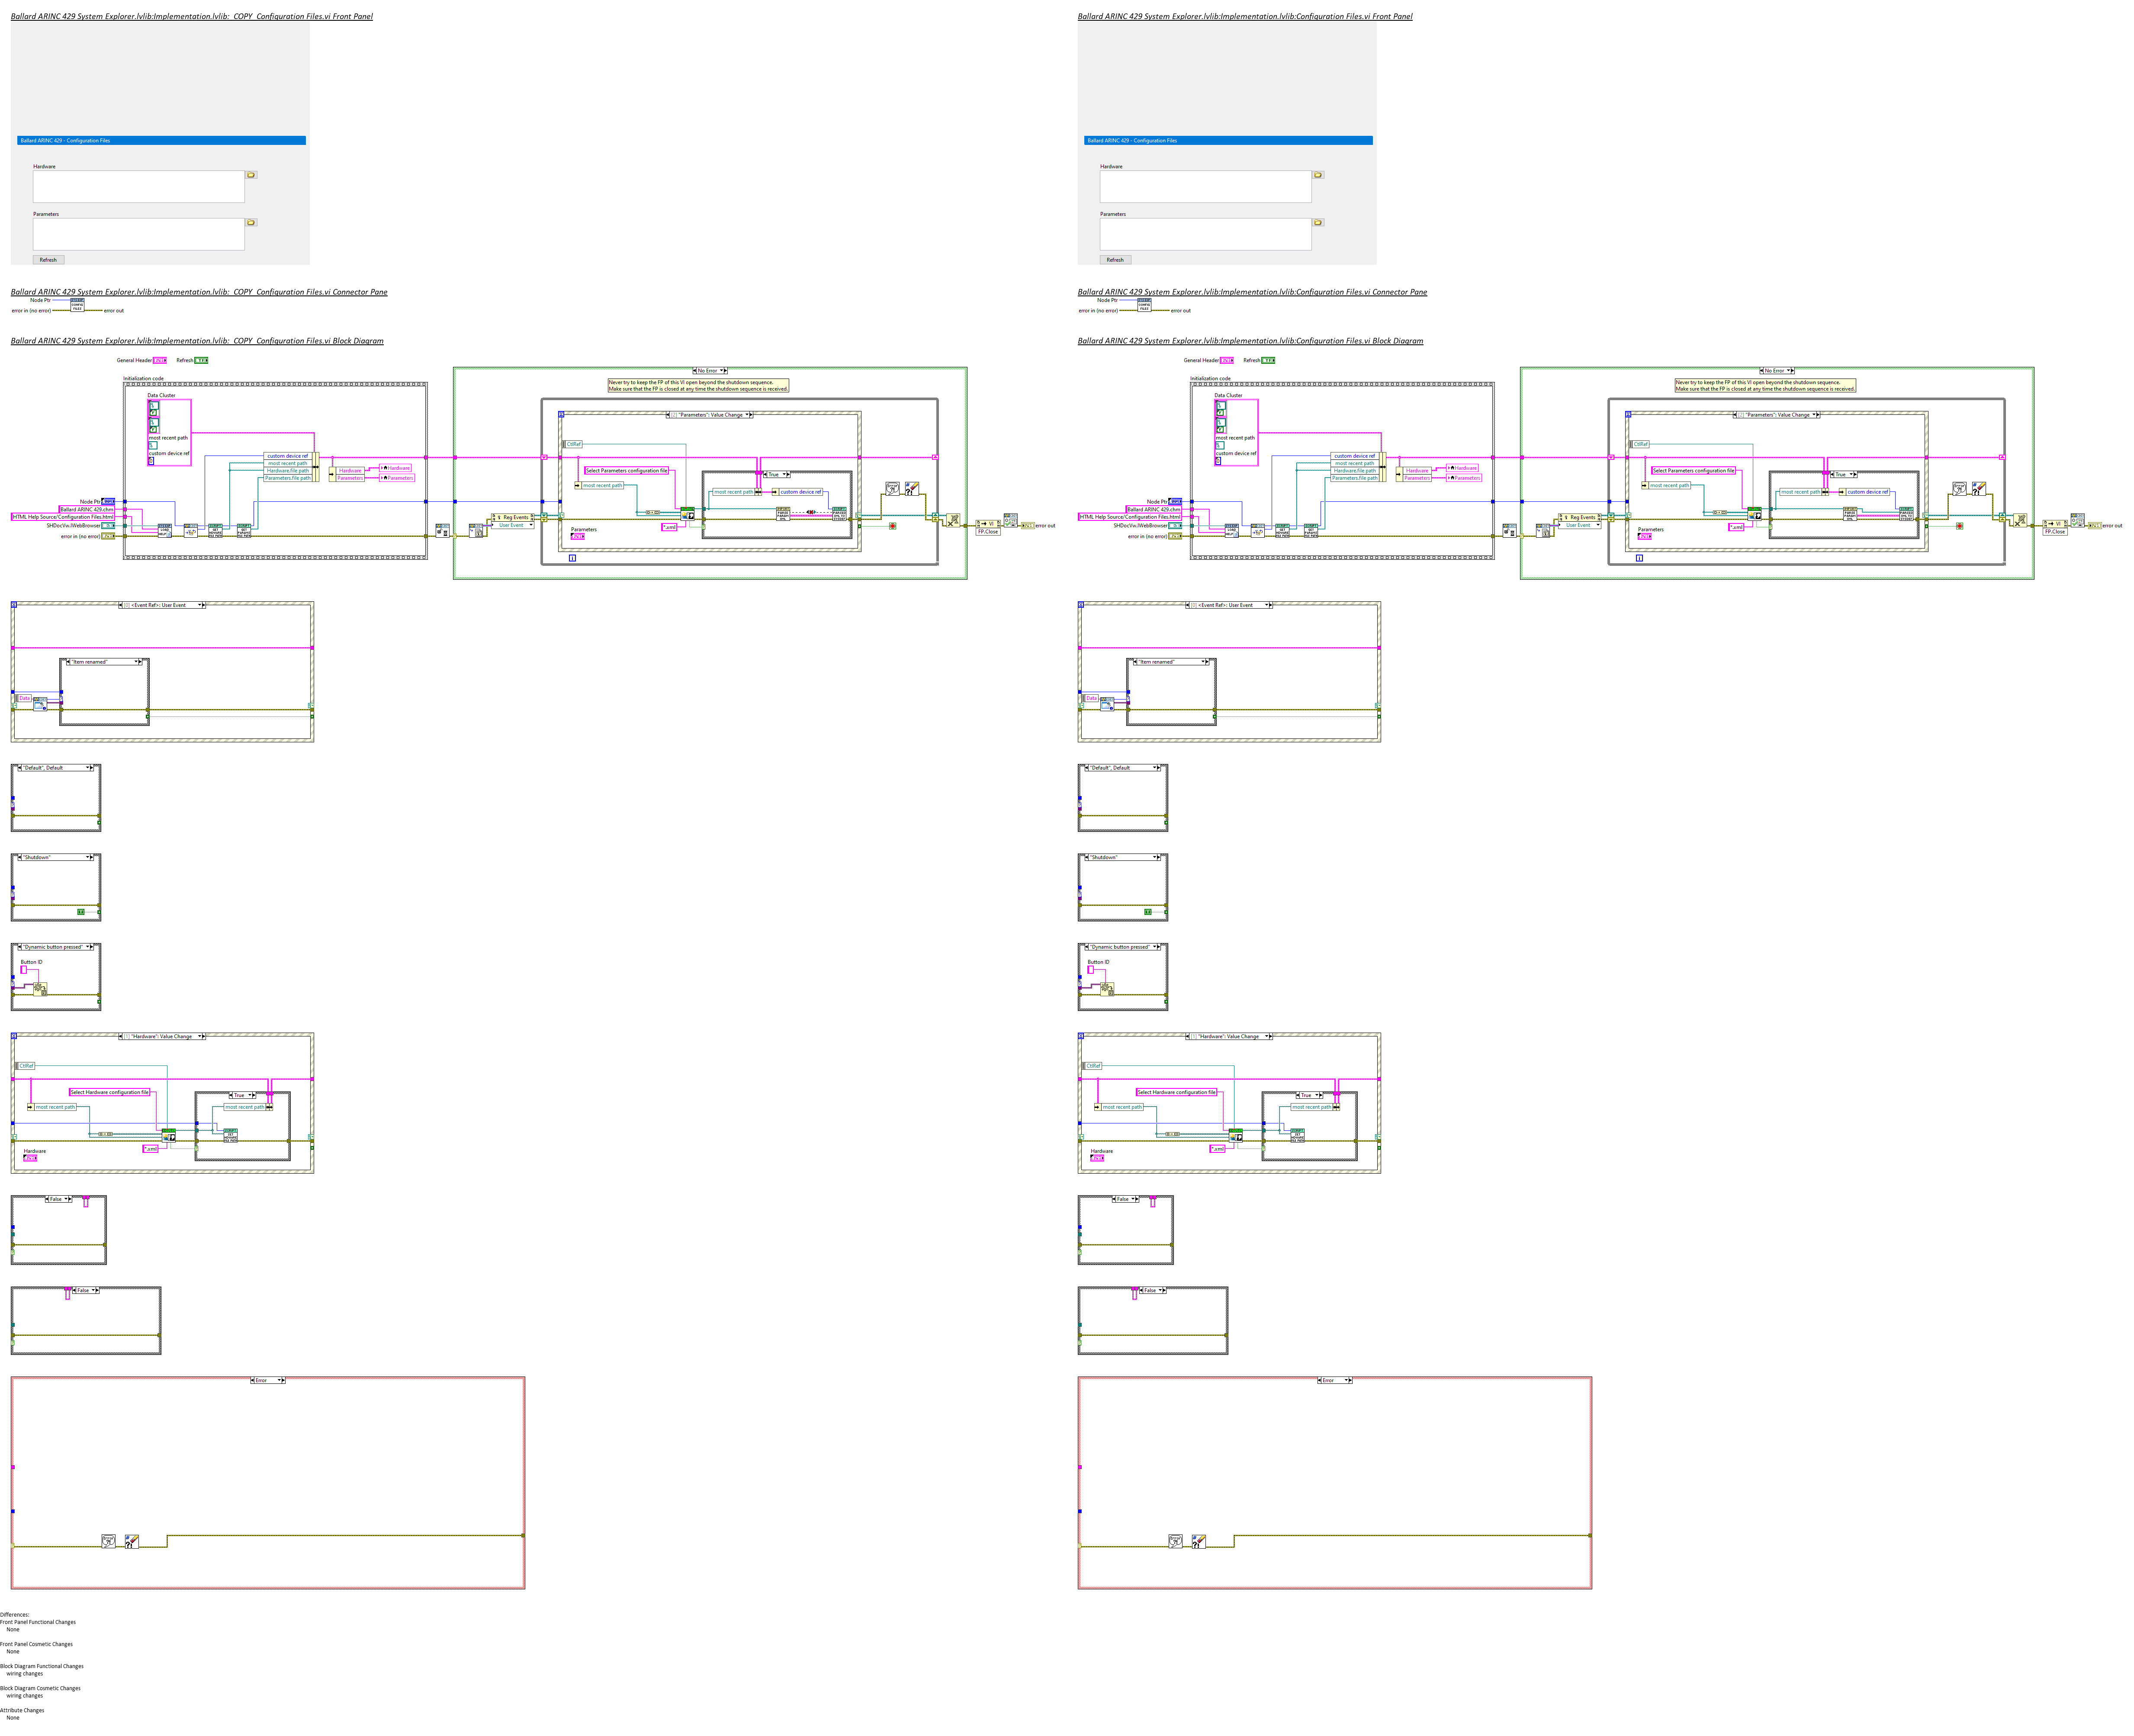 Ballard ARINC 429 System Explorer.lvlib:Implementation.lvlib:_COPY_Configuration Files.vi Front Panel
Ballard ARINC 429 - Configuration Files
Hardware
Parameters
Refresh
Ballard ARINC 429 System Explorer.lvlib:Implementation.lvlib:_COPY_Configuration Files.vi Connector Pane
Node Ptr
error in (no error)
error out
Ballard ARINC 429 System Explorer.lvlib:Implementation.lvlib:_COPY_Configuration Files.vi Block Diagram
General Header
Refresh
Initialization code
Data Cluster
most recent path
custom device ref
custom device ref
most recent path
Hardware.file path
Parameters.file path
Hardware
Parameters
Hardware
Parameters
Node Ptr
Ballard ARINC 429.chm
HTML Help Source/Configuration Files.html
SHDocVw.IWebBrowser
error in (no error)
No Error
Never try to keep the FP of this VI open beyond the shutdown sequence.
Make sure that the FP is closed at any time the shutdown sequence is received.
[2] "Parameters": Value Change
CtlRef
Select Parameters configuration file
most recent path
True
most recent path
custom device ref
Reg Events
User Event
*.xml
Parameters
VI
FP.Close
error out
[0] <Event Ref>: User Event
"Item renamed"
Data
"Default", Default
"Shutdown"
"Dynamic button pressed"
Button ID
[1] "Hardware": Value Change
CtlRef
Select Hardware configuration file
True
most recent path
most recent path
*.xml
Hardware
False
False
Error
Differences:
Front Panel Functional Changes
None
Front Panel Cosmetic Changes
None
Block Diagram Functional Changes
wiring changes
Block Diagram Cosmetic Changes
wiring changes
Attribute Changes
None
Ballard ARINC 429 System Explorer.lvlib:Implementation.lvlib:Configuration Files.vi Front Panel
Ballard ARINC 429 - Configuration Files
Hardware
Parameters
Refresh
Ballard ARINC 429 System Explorer.lvlib:Implementation.lvlib:Configuration Files.vi Connector Pane
Node Ptr
error in (no error)
error out
Ballard ARINC 429 System Explorer.lvlib:Implementation.lvlib:Configuration Files.vi Block Diagram
General Header
Refresh
Initialization code
Data Cluster
most recent path
custom device ref
custom device ref
most recent path
Hardware.file path
Parameters.file path
Hardware
Parameters
Hardware
Parameters
Node Ptr
Ballard ARINC 429.chm
HTML Help Source/Configuration Files.html
SHDocVw.IWebBrowser
error in (no error)
No Error
Never try to keep the FP of this VI open beyond the shutdown sequence.
Make sure that the FP is closed at any time the shutdown sequence is received.
[2] "Parameters": Value Change
CtlRef
Select Parameters configuration file
most recent path
True
most recent path
custom device ref
Reg Events
User Event
*.xml
Parameters
VI
FP.Close
error out
[0] <Event Ref>: User Event
"Item renamed"
Data
"Default", Default
"Shutdown"
"Dynamic button pressed"
Button ID
[1] "Hardware": Value Change
CtlRef
Select Hardware configuration file
True
most recent path
most recent path
*.xml
Hardware
False
False
Error